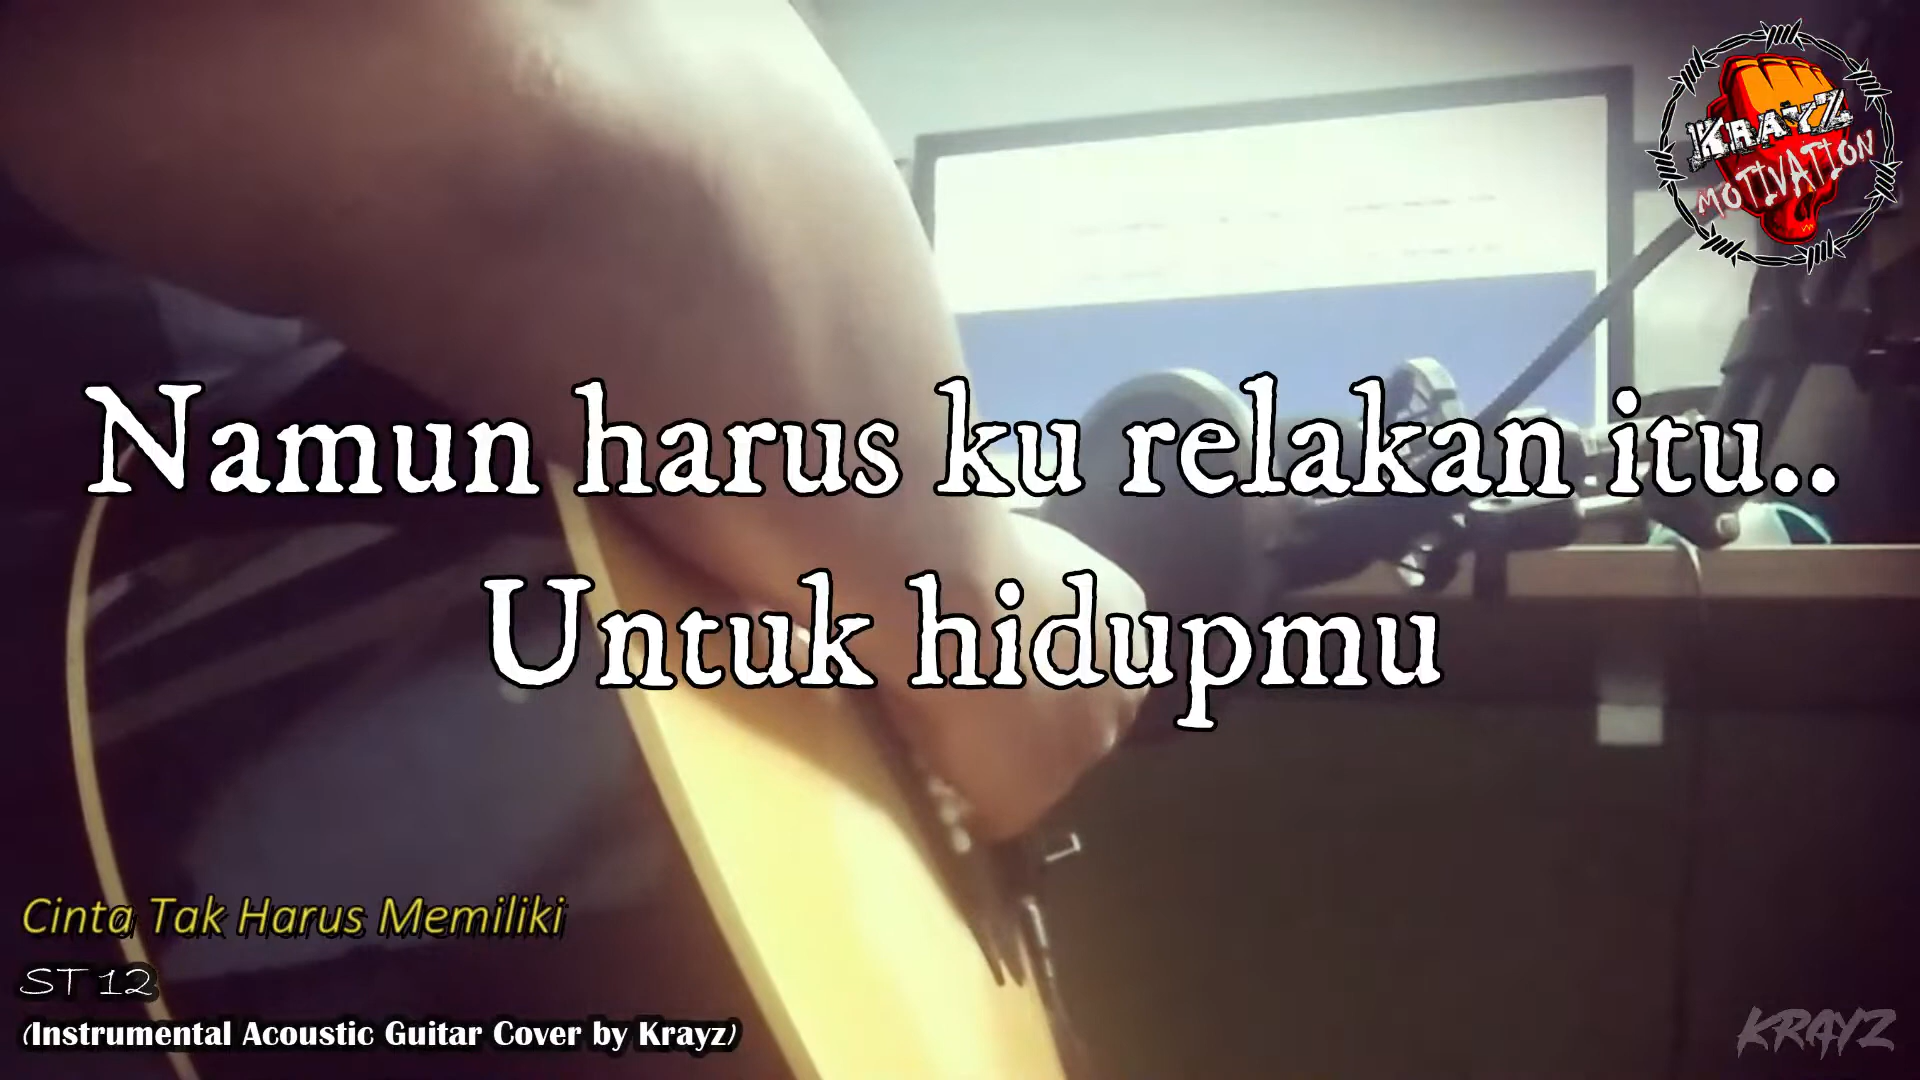 KRAYZ
MOTIVATION
Namun harus ku relakan itu..
Untuk hidupmu
Cinta Tak Harus Memiliki
ST 12
(Instrumental Acoustic Guitar Cover by Krayz)
KRAYZ